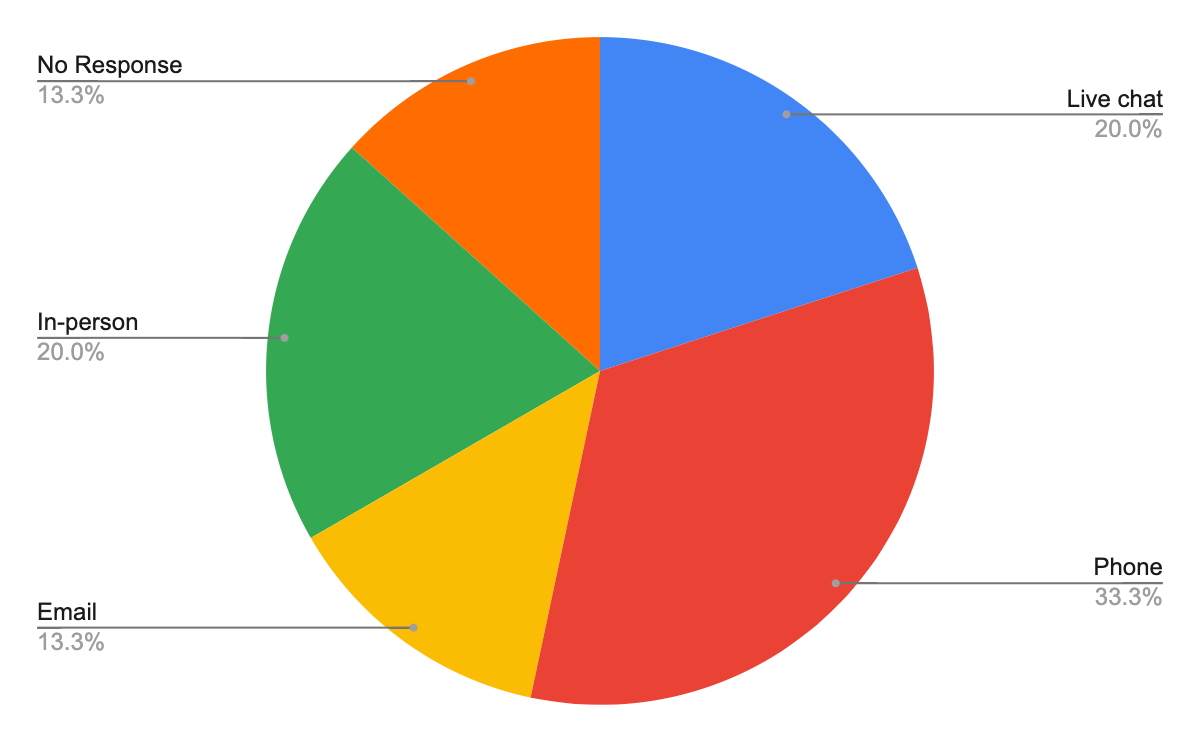 No Response
13.3%
Live chat
20.0%
In-person
20.0%
Phone
33.3%
Email
13.3%